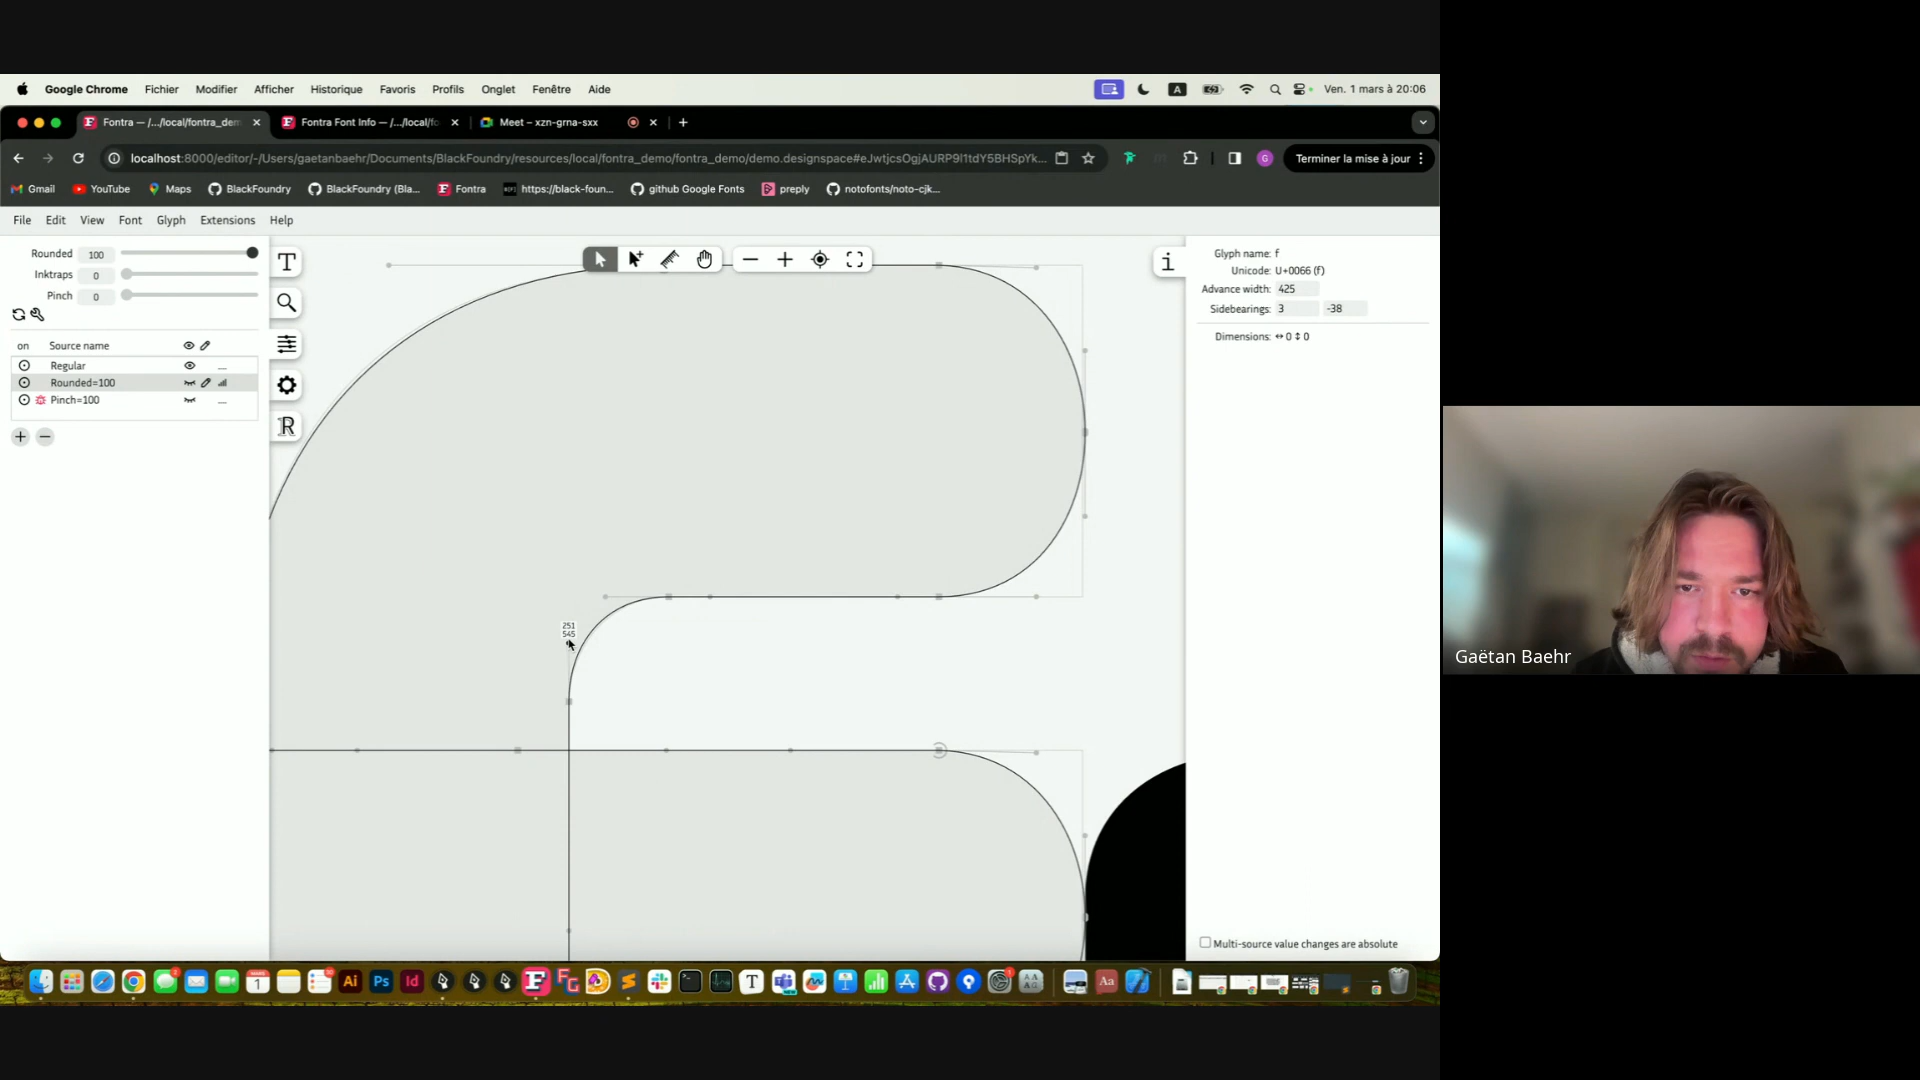 Google Chrome Fichier Modifier Afficher Historique Favoris Profils Onglet Fenêtre Aide A Ven. 1 mars à 20:06
Fontra — /.../local/fontra_dem Fontra Font Info — /.../local/fo Meet – xzn-grna-sxx
localhost:8000/editor/-/Users/gaetanbaehr/Documents/BlackFoundry/resources/local/fontra_demo/fontra_demo/demo.designspace#eJwtjcsOgjAURP9l1tdY5BHSpYk... G Terminer la mise à jour
Gmail YouTube Maps BlackFoundry BlackFoundry (Bla... Fontra https://black-foun... github Google Fonts preply notofonts/noto-cjk...
File Edit View Font Glyph Extensions Help
Rounded 100
Inktraps 0
Pinch 0
on Source name
Regular
Rounded=100
Pinch=100
T
R
i
251
545
Glyph name: f
Unicode: U+0066 (f)
Advance width: 425
Sidebearings: 3 -38
Dimensions: ↔ 0 ↕ 0
Multi-source value changes are absolute
Gaëtan Baehr